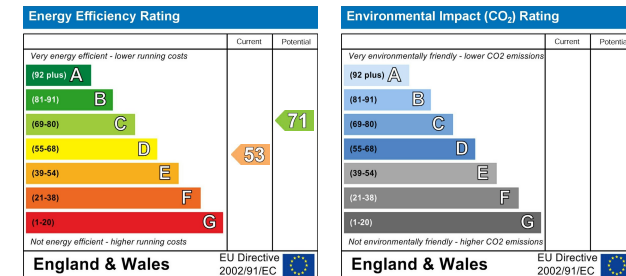 Energy Efficiency Rating
Current Potential
Very energy efficient - lower running costs
(92 plus) A
(81-91) B
(69-80) C
71
(55-68) D
53
(39-54) E
(21-38) F
(1-20) G
Not energy efficient - higher running costs
England & Wales
EU Directive
2002/91/EC
Environmental Impact (CO₂) Rating
Current Potential
Very environmentally friendly - lower CO2 emissions
(92 plus) A
(81-91) B
(69-80) C
(55-68) D
(39-54) E
(21-38) F
(1-20) G
Not environmentally friendly - higher CO2 emissions
England & Wales
EU Directive
2002/91/EC